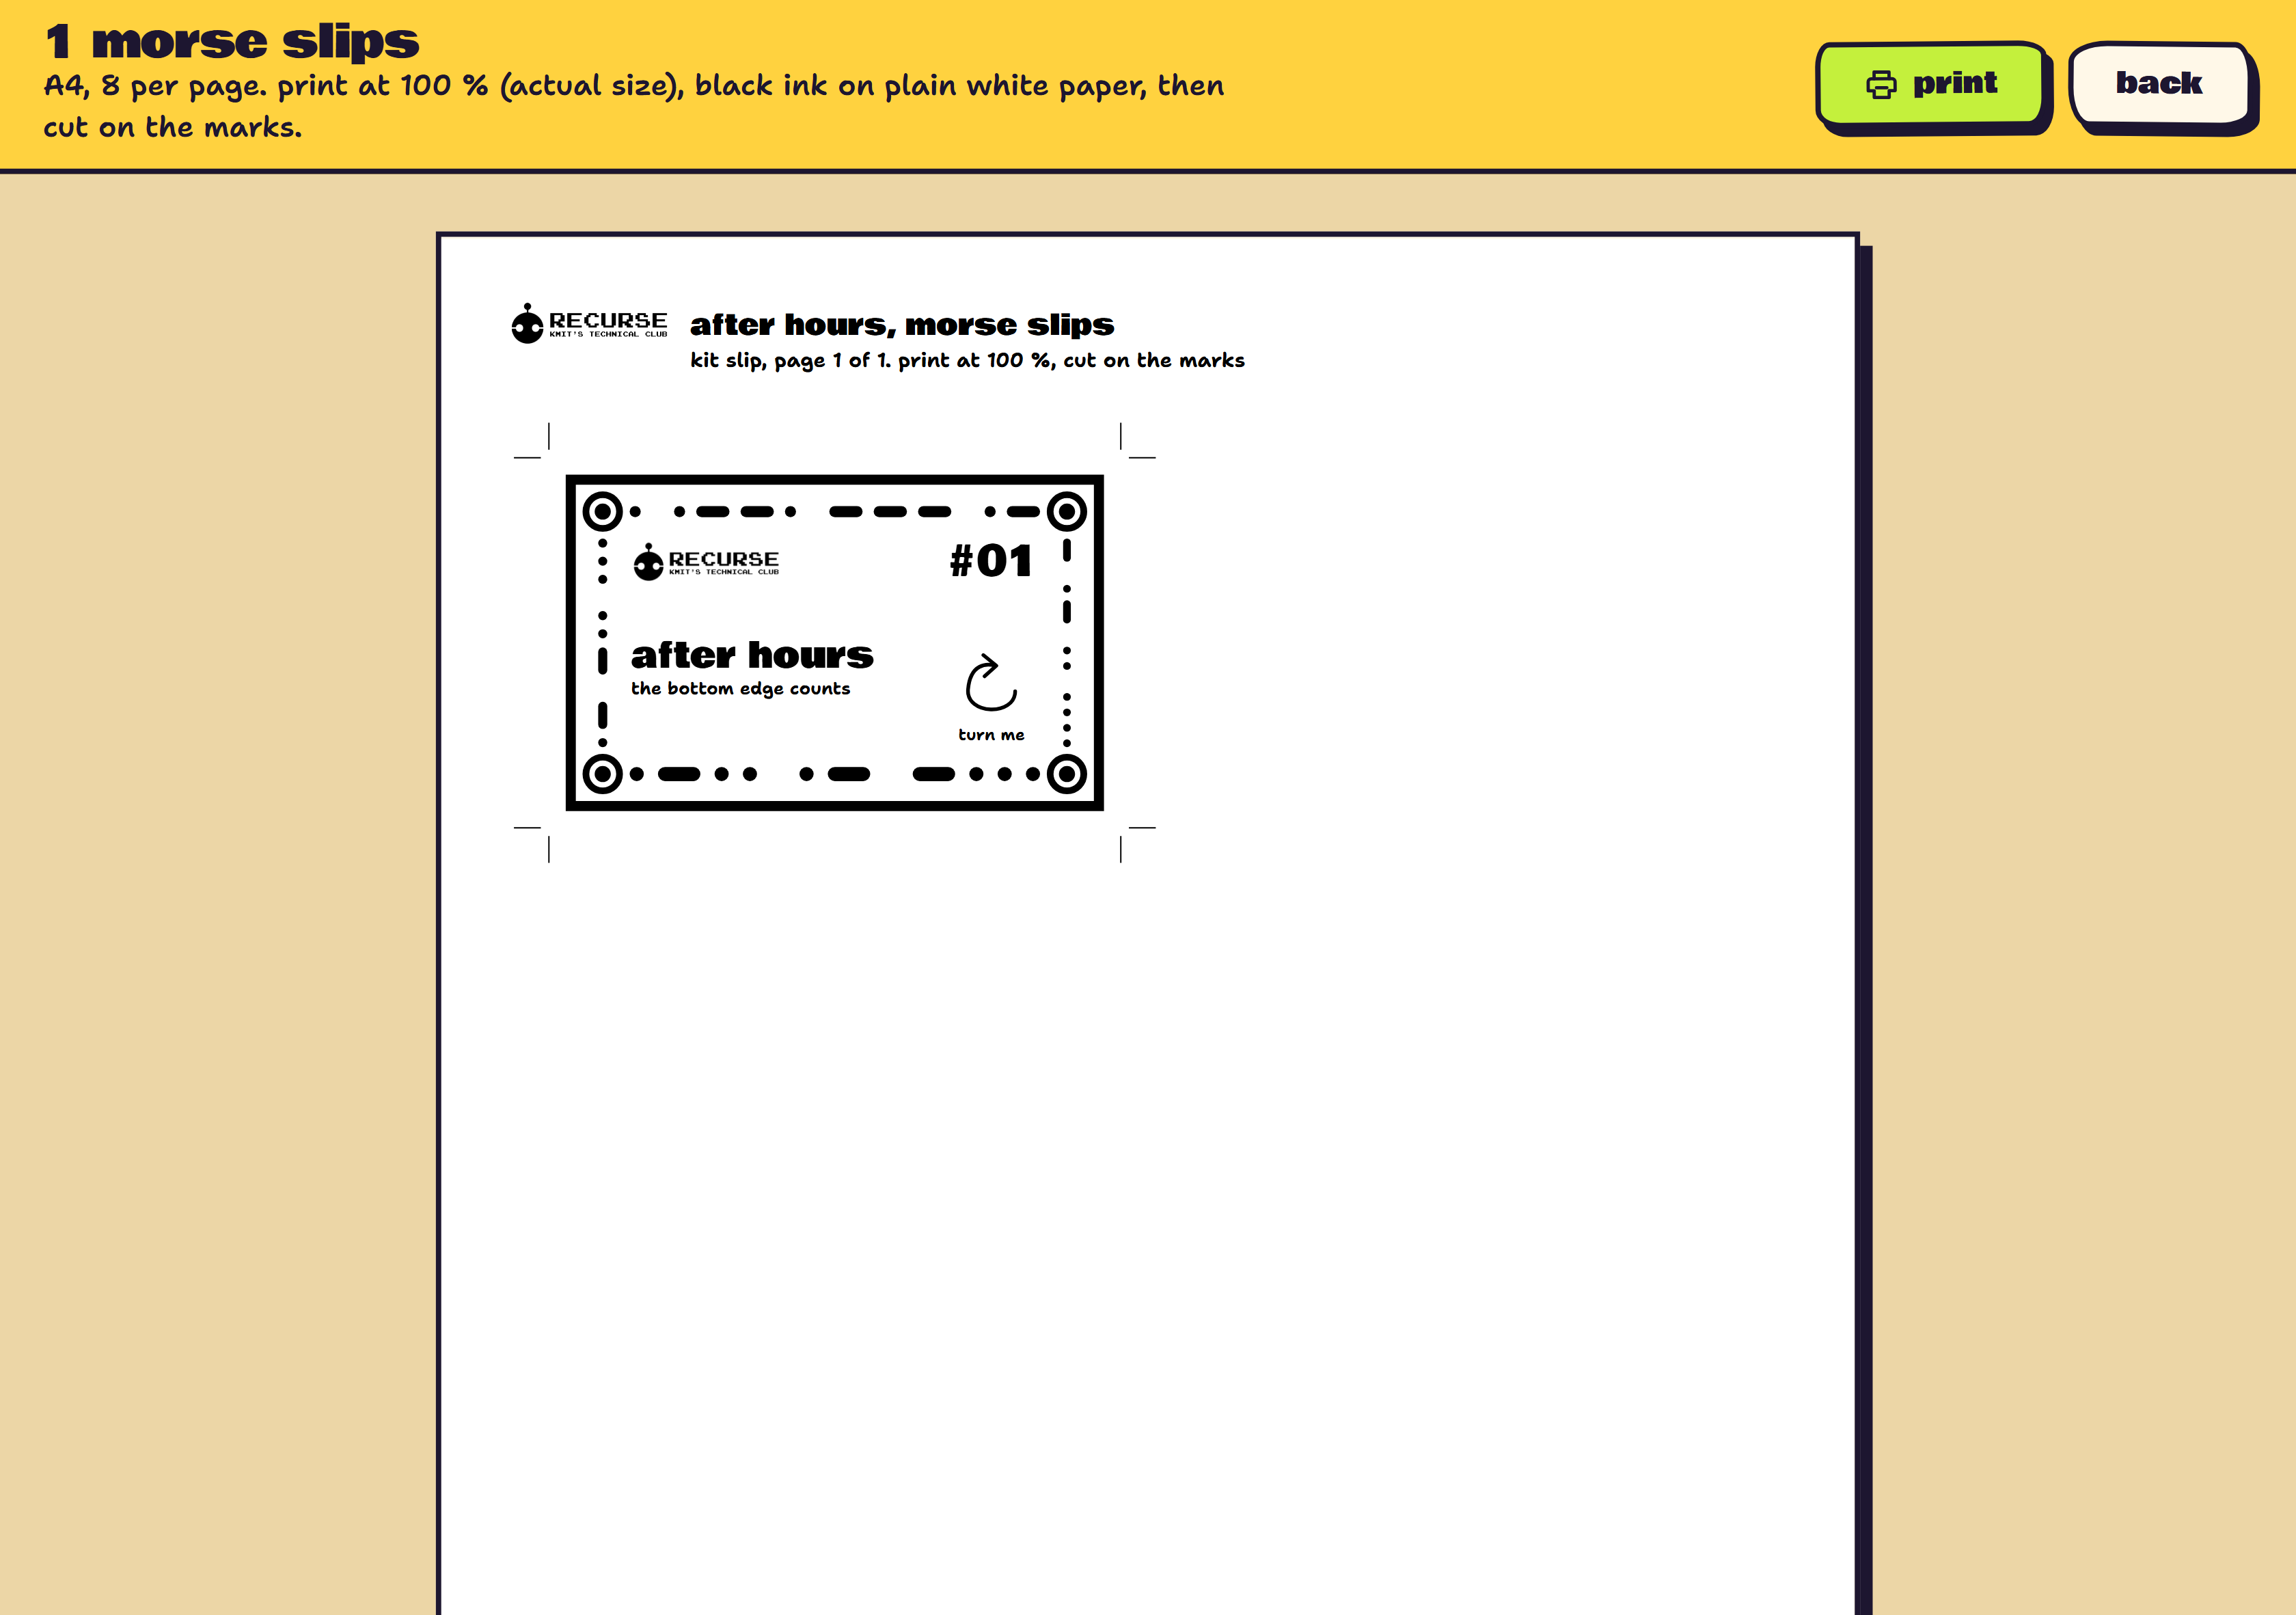 1 morse slips
A4, 8 per page. print at 100 % (actual size), black ink on plain white paper, then
cut on the marks.
print
back
RECURSE
KMIT'S TECHNICAL CLUB
after hours, morse slips
kit slip, page 1 of 1. print at 100 %, cut on the marks
RECURSE
KMIT'S TECHNICAL CLUB
#01
after hours
the bottom edge counts
turn me